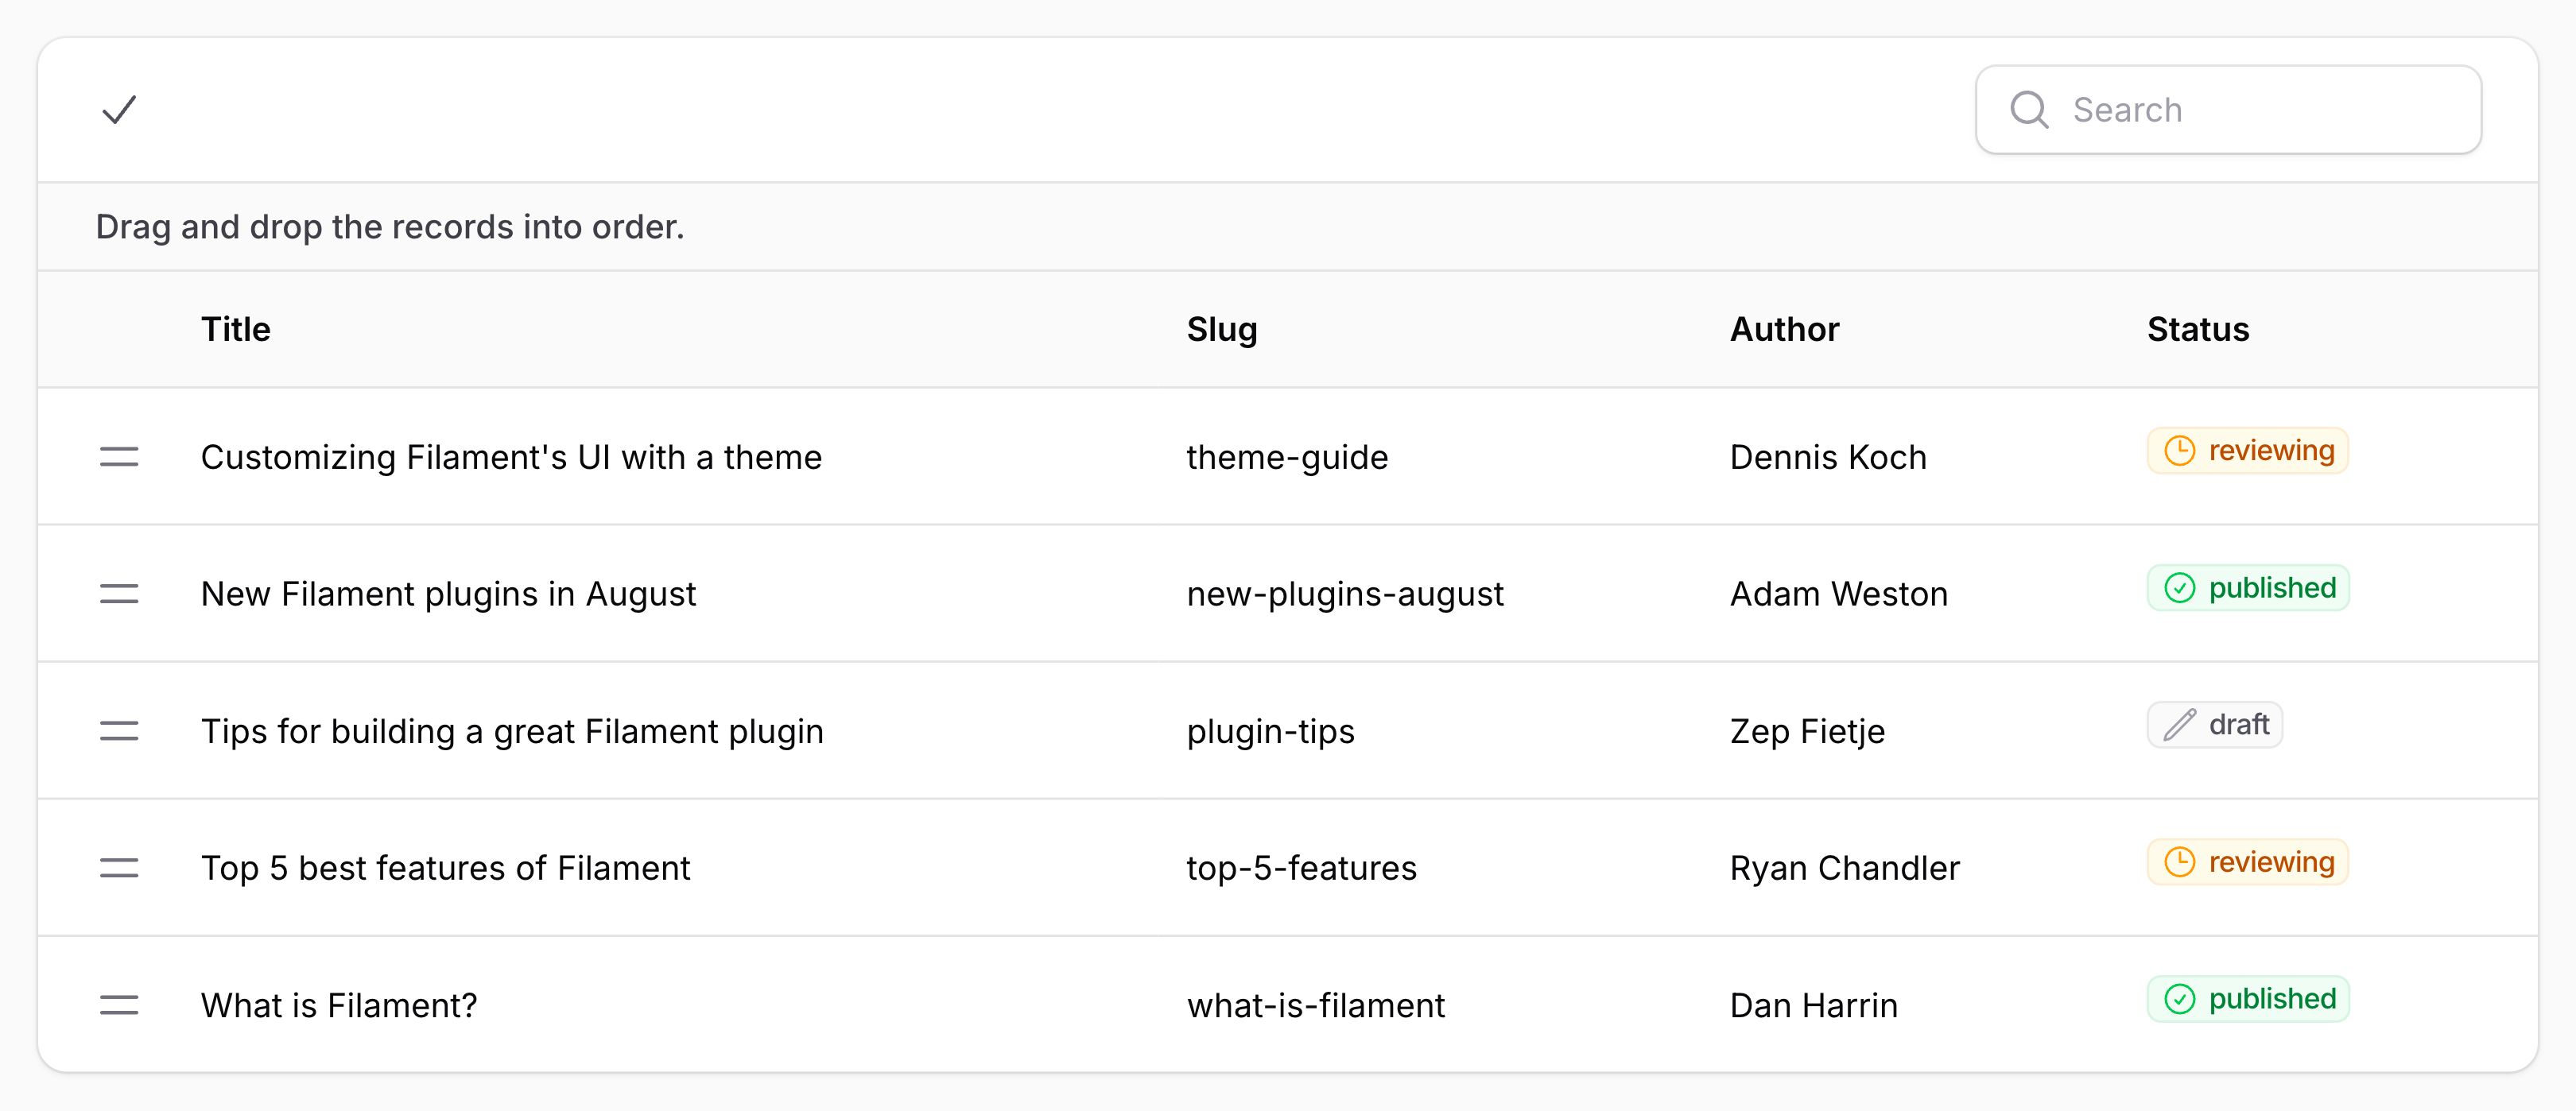 Search
Drag and drop the records into order.
Title Slug Author Status
Customizing Filament's UI with a theme theme-guide Dennis Koch reviewing
New Filament plugins in August new-plugins-august Adam Weston published
Tips for building a great Filament plugin plugin-tips Zep Fietje draft
Top 5 best features of Filament top-5-features Ryan Chandler reviewing
What is Filament? what-is-filament Dan Harrin published